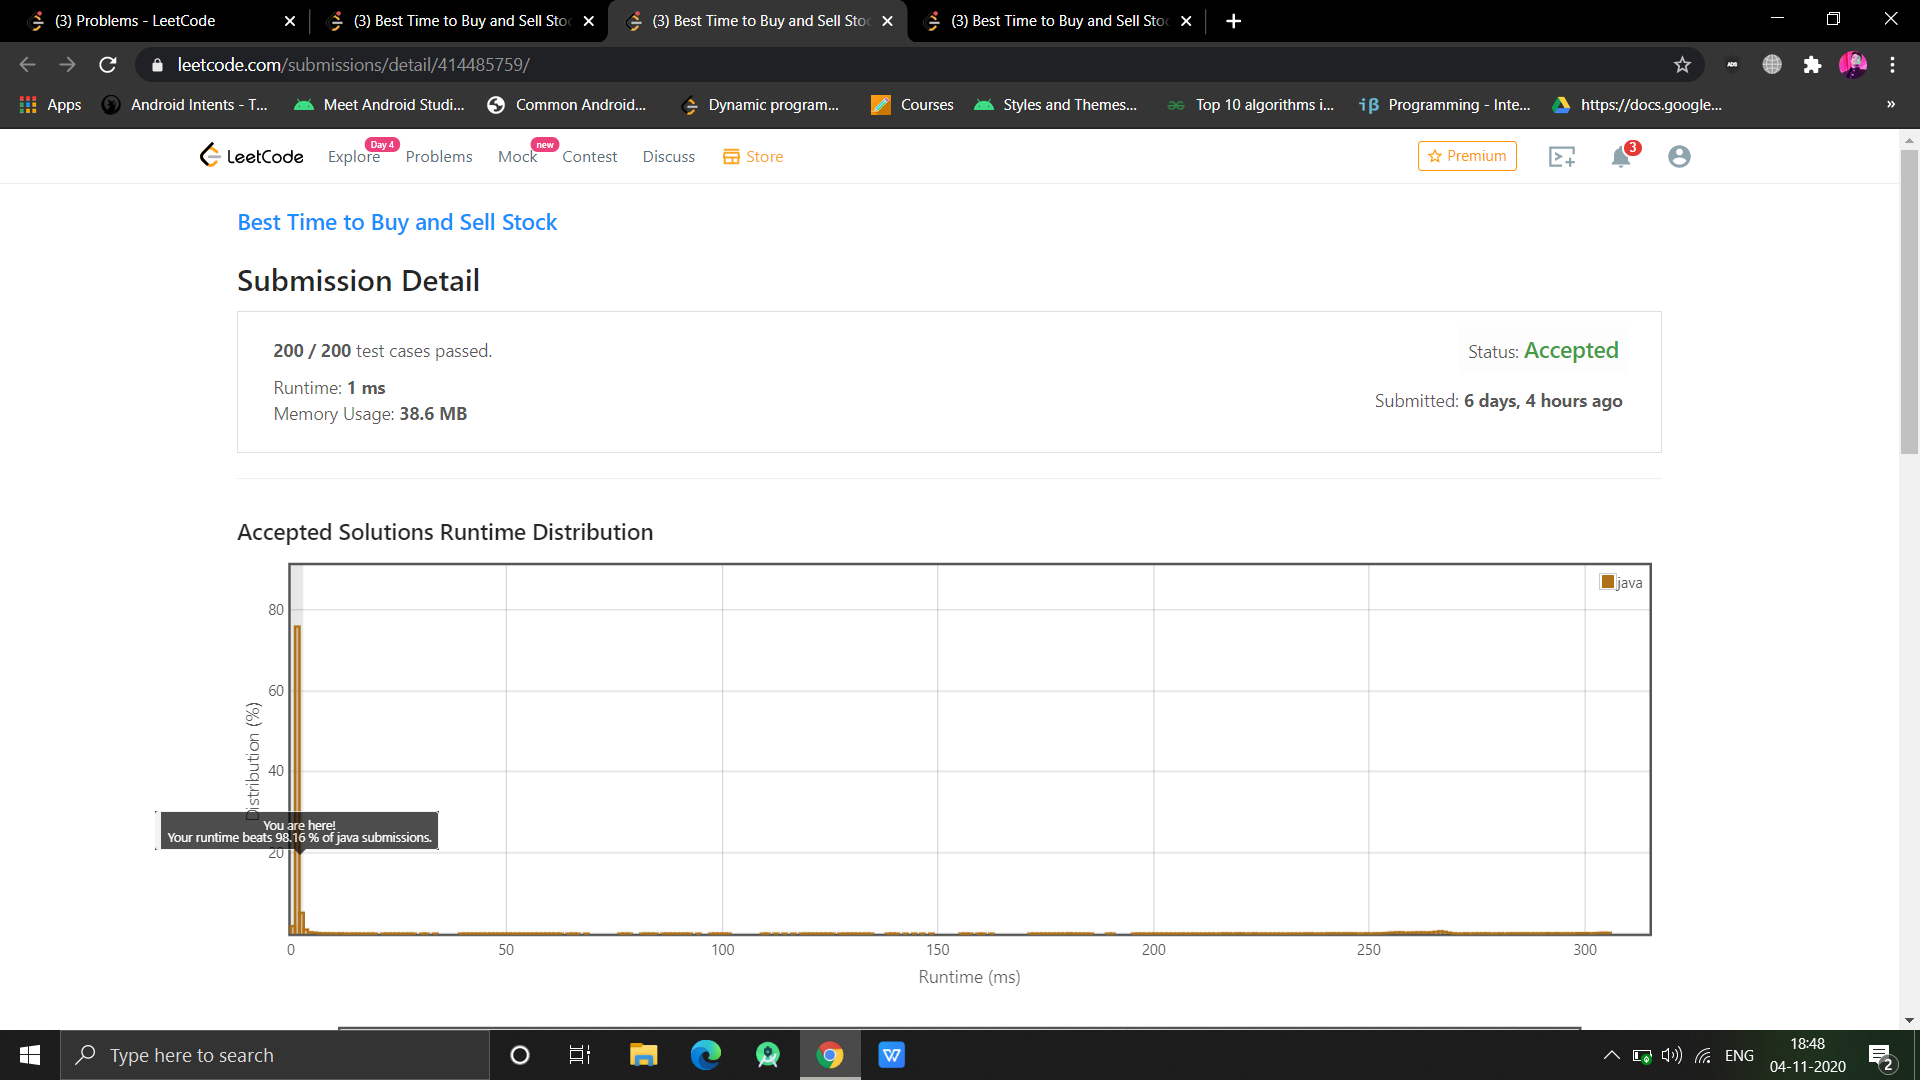 (3) Problems - LeetCode
(3) Best Time to Buy and Sell Sto
(3) Best Time to Buy and Sell Stoc
(3) Best Time to Buy and Sell Sto
leetcode.com/submissions/detail/414485759/
ADS
Apps
Android Intents - T...
Meet Android Studi...
Common Android...
Dynamic program...
Courses
Styles and Themes...
Top 10 algorithms i...
iβ
Programming - Inte...
https://docs.google...
»
LeetCode
Explore
Day 4
Problems
Mock
new
Contest
Discuss
Store
Premium
3
Best Time to Buy and Sell Stock
Submission Detail
200 / 200 test cases passed.
Status: Accepted
Runtime: 1 ms
Memory Usage: 38.6 MB
Submitted: 6 days, 4 hours ago
Accepted Solutions Runtime Distribution
java
80
60
40
20
Distribution (%)
You are here!
Your runtime beats 98.16 % of java submissions.
0
50
100
150
200
250
300
Runtime (ms)
Type here to search
W
ENG
18:48
04-11-2020
2